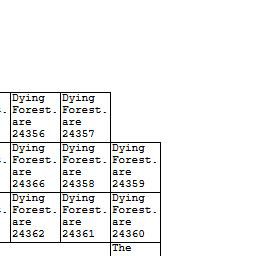 Dying Dying
. Forest. Forest.
are are
24356 24357
Dying Dying Dying
. Forest. Forest. Forest.
are are are
24366 24358 24359
Dying Dying Dying
. Forest. Forest. Forest.
are are are
24362 24361 24360
The